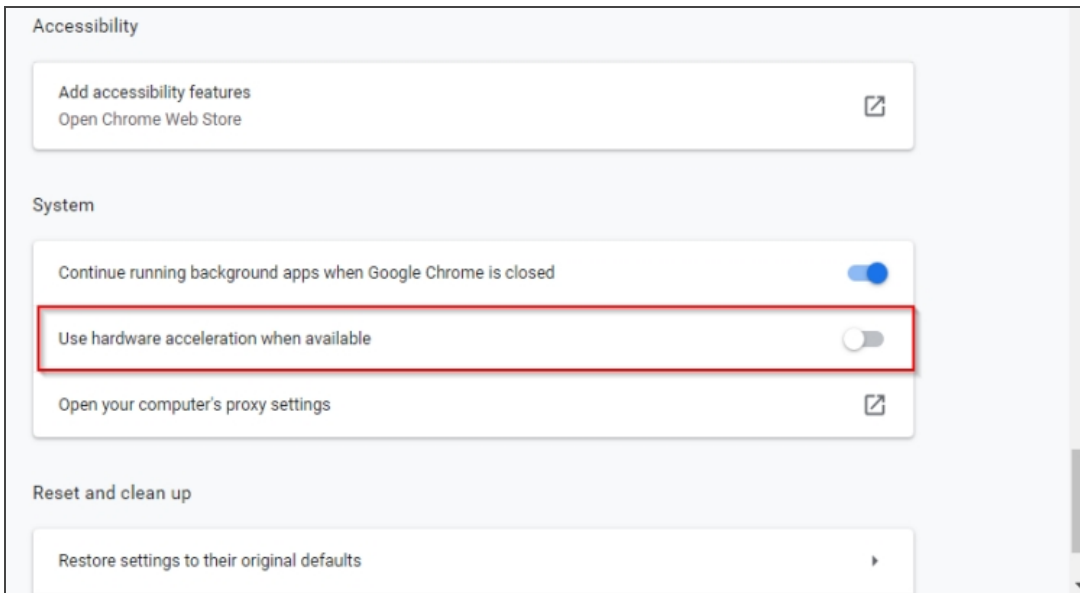 Accessibility
Add accessibility features
Open Chrome Web Store
System
Continue running background apps when Google Chrome is closed
Use hardware acceleration when available
Open your computer's proxy settings
Reset and clean up
Restore settings to their original defaults